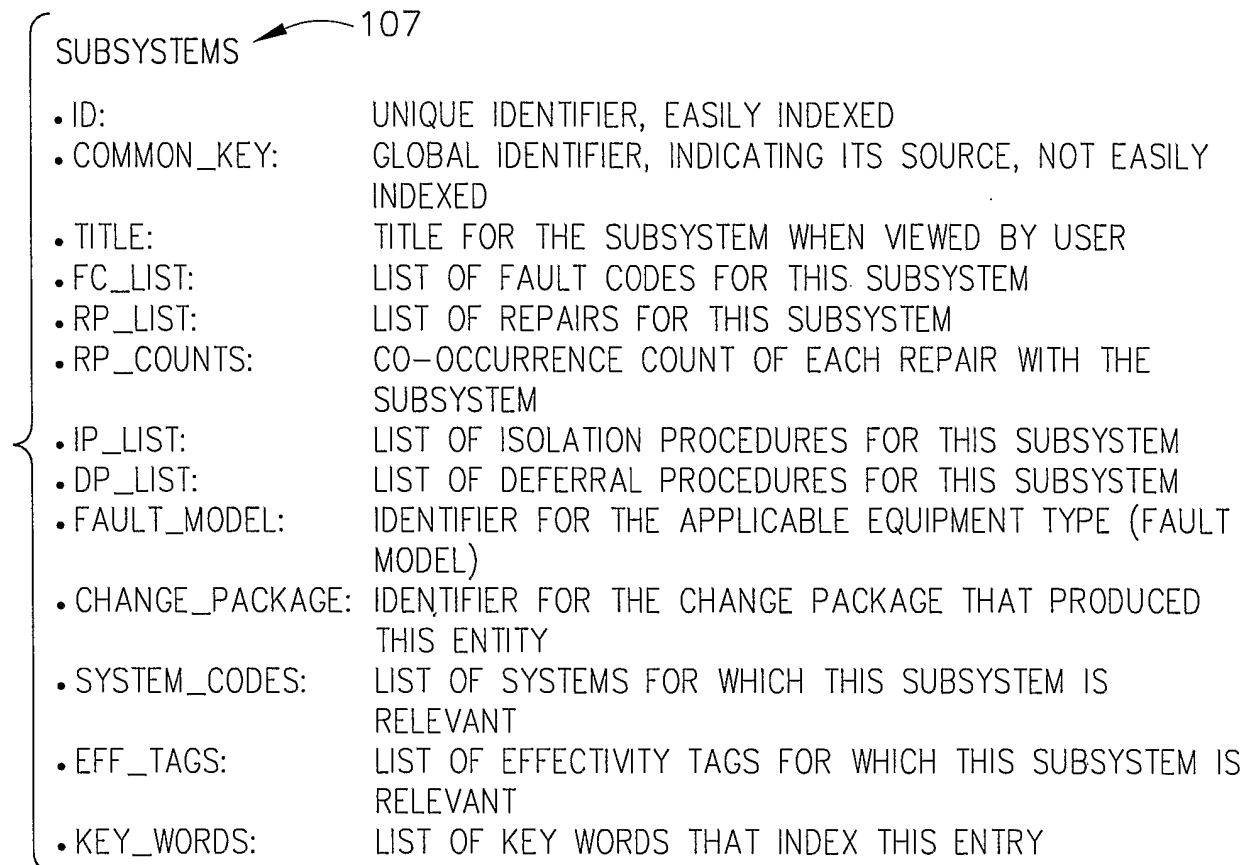 107
SUBSYSTEMS
• ID: UNIQUE IDENTIFIER, EASILY INDEXED
• COMMON_KEY: GLOBAL IDENTIFIER, INDICATING ITS SOURCE, NOT EASILY
INDEXED
• TITLE: TITLE FOR THE SUBSYSTEM WHEN VIEWED BY USER
• FC_LIST: LIST OF FAULT CODES FOR THIS SUBSYSTEM
• RP_LIST: LIST OF REPAIRS FOR THIS SUBSYSTEM
• RP_COUNTS: CO-OCCURRENCE COUNT OF EACH REPAIR WITH THE
SUBSYSTEM
• IP_LIST: LIST OF ISOLATION PROCEDURES FOR THIS SUBSYSTEM
• DP_LIST: LIST OF DEFERRAL PROCEDURES FOR THIS SUBSYSTEM
• FAULT_MODEL: IDENTIFIER FOR THE APPLICABLE EQUIPMENT TYPE (FAULT
MODEL)
• CHANGE_PACKAGE: IDENTIFIER FOR THE CHANGE PACKAGE THAT PRODUCED
THIS ENTITY
• SYSTEM_CODES: LIST OF SYSTEMS FOR WHICH THIS SUBSYSTEM IS
RELEVANT
• EFF_TAGS: LIST OF EFFECTIVITY TAGS FOR WHICH THIS SUBSYSTEM IS
RELEVANT
• KEY_WORDS: LIST OF KEY WORDS THAT INDEX THIS ENTRY